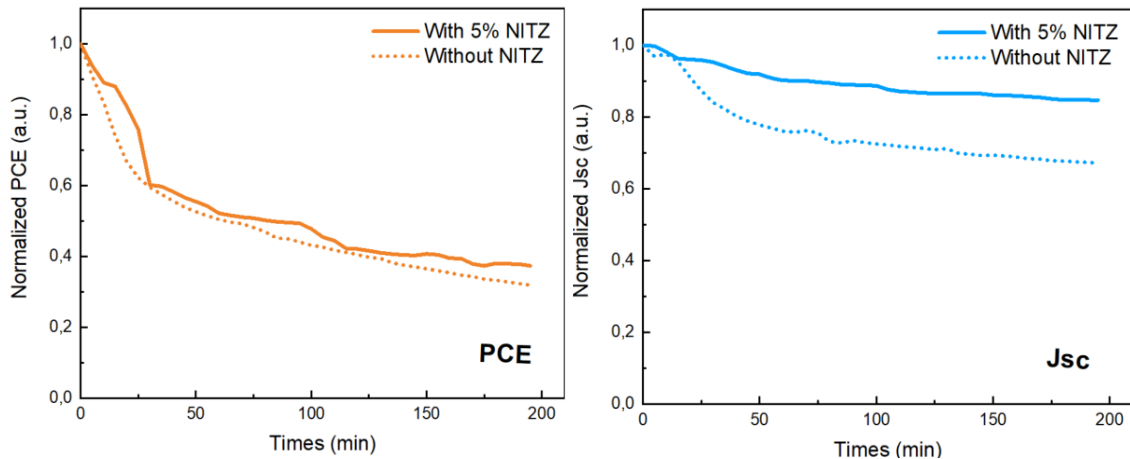 With 5% NITZ
Without NITZ
1,0
0,8
0,6
0,4
0,2
0,0
Normalized PCE (a.u.)
PCE
0
50
100
150
200
Times (min)
With 5% NITZ
Without NITZ
1,0
0,8
0,6
0,4
0,2
0,0
Normalized Jsc (a.u.)
Jsc
0
50
100
150
200
Times (min)